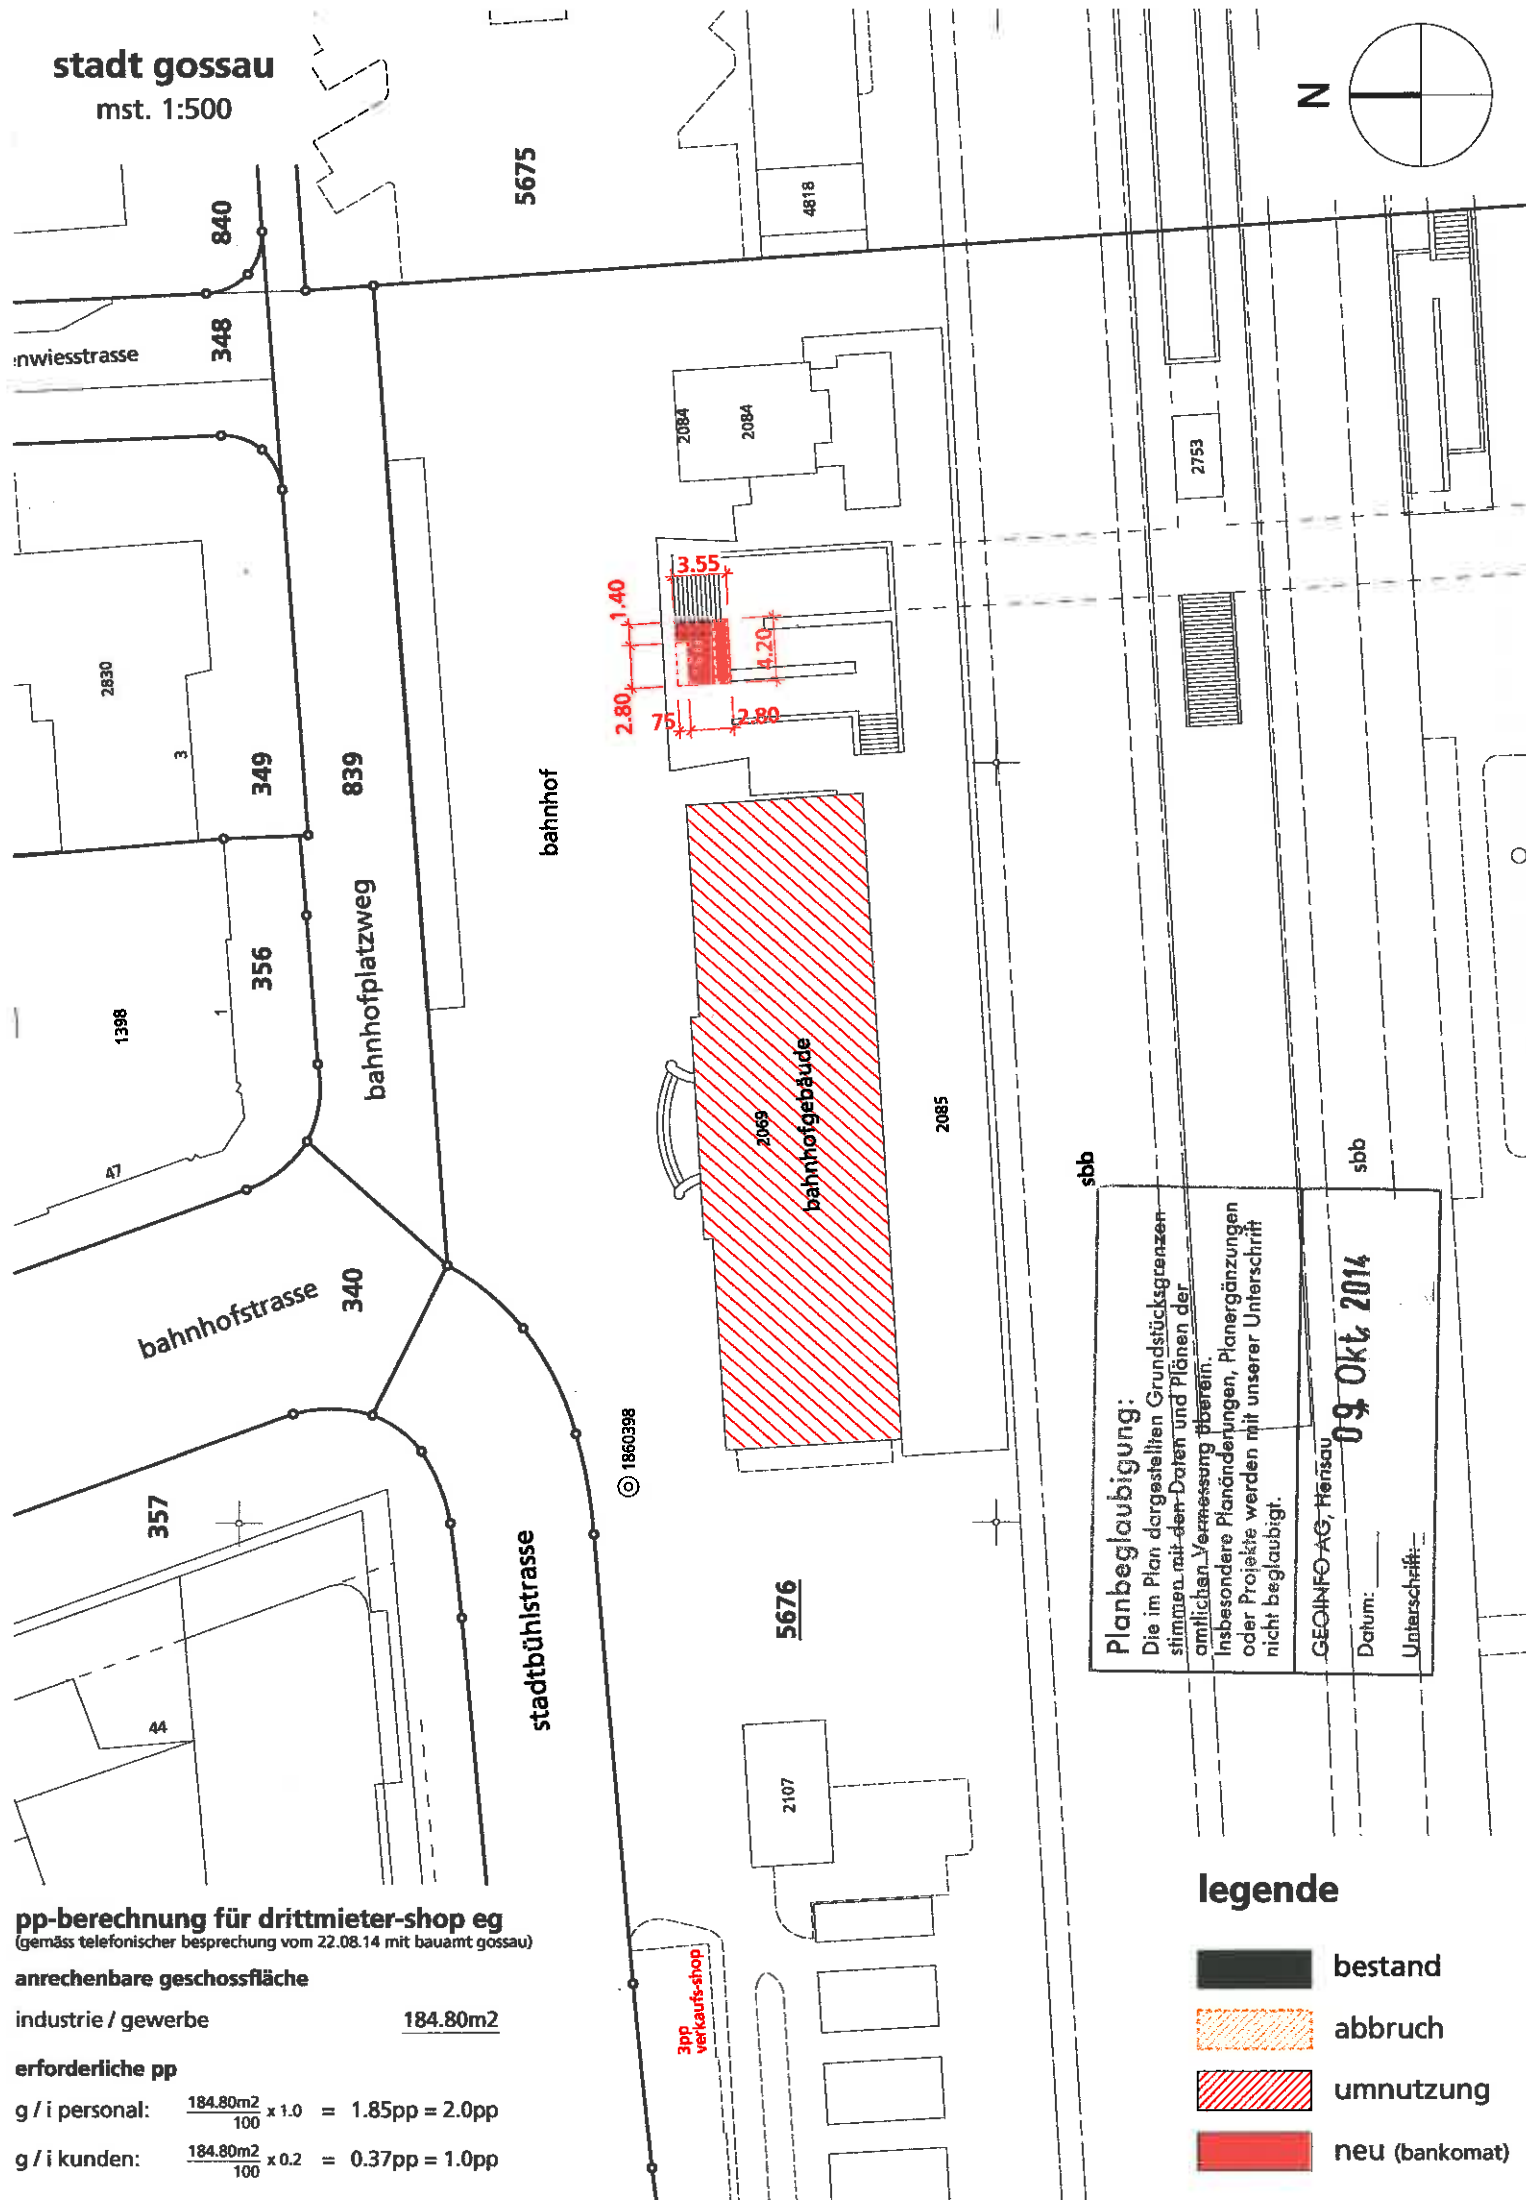 stadt gossau
mst. 1:500
N
840
5675
4818
348
enwiesstrasse
2084
2084
2753
3.55
1.40
4.20
2.80
75
2.80
2830
3
349
839
bahnhof
356
bahnhofplatzweg
1398
1
47
2069
bahnhofgebäude
2085
sbb
sbb
bahnhofstrasse
340
1860398
357
stadtbühlstrasse
5676
44
2107
3pp
verkaufs-shop
Planbeglaubigung:
Die im Plan dargestellten Grundstücksgrenzen
stimmen mit den Daten und Plänen der
amtlichen Vermessung überein.
Insbesondere Planänderungen, Planergänzungen
oder Projekte werden mit unserer Unterschrift
nicht beglaubigt.
GEOINFO AG, Herisau
Datum:
09. Okt. 2014
Unterschrift:
pp-berechnung für drittmieter-shop eg
(gemäss telefonischer besprechung vom 22.08.14 mit bauamt gossau)
anrechenbare geschossfläche
industrie / gewerbe 184.80m2
erforderliche pp
g / i personal: 184.80m2 / 100 x 1.0 = 1.85pp = 2.0pp
g / i kunden: 184.80m2 / 100 x 0.2 = 0.37pp = 1.0pp
legende
bestand
abbruch
umnutzung
neu (bankomat)